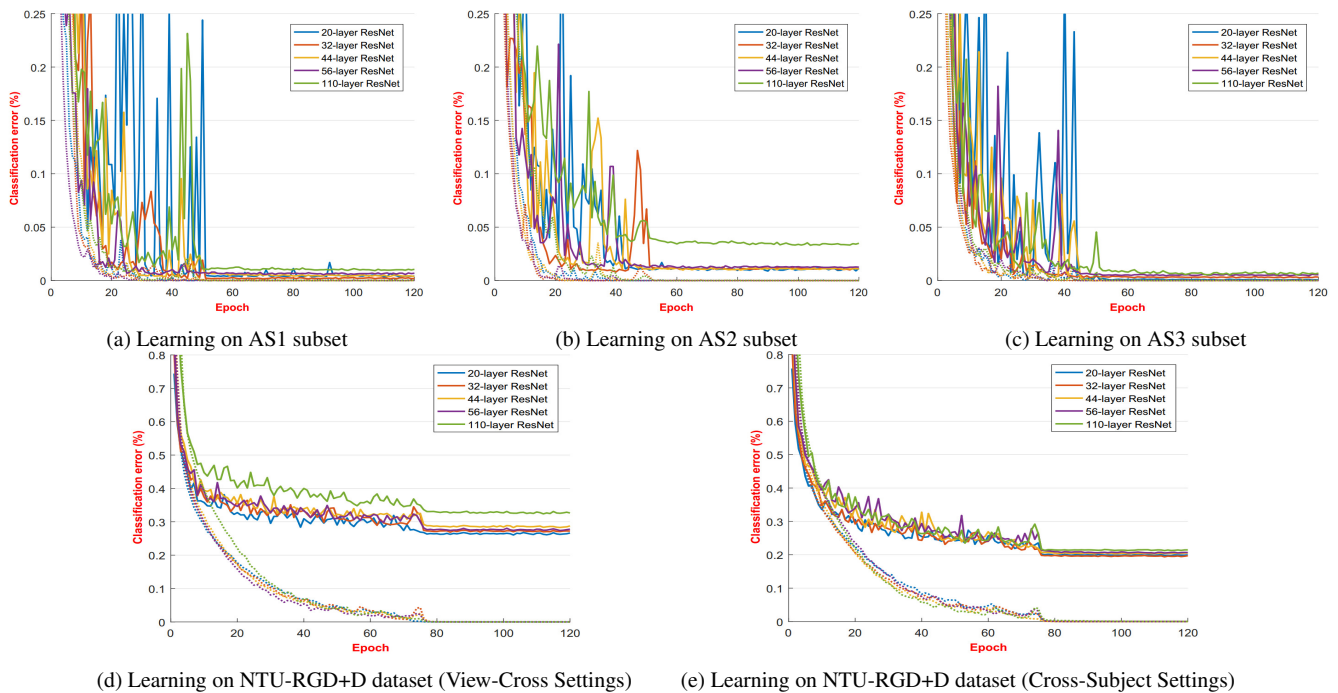 0.25
0.2
0.15
0.1
0.05
0
0 20 40 60 80 100 120
Classification error (%)
Epoch
20-layer ResNet
32-layer ResNet
44-layer ResNet
56-layer ResNet
110-layer ResNet
(a) Learning on AS1 subset
0.25
0.2
0.15
0.1
0.05
0
0 20 40 60 80 100 120
Classification error (%)
Epoch
20-layer ResNet
32-layer ResNet
44-layer ResNet
56-layer ResNet
110-layer ResNet
(b) Learning on AS2 subset
0.25
0.2
0.15
0.1
0.05
0
0 20 40 60 80 100 120
Classification error (%)
Epoch
20-layer ResNet
32-layer ResNet
44-layer ResNet
56-layer ResNet
110-layer ResNet
(c) Learning on AS3 subset
0.8
0.7
0.6
0.5
0.4
0.3
0.2
0.1
0
0 20 40 60 80 100 120
Classification error (%)
Epoch
20-layer ResNet
32-layer ResNet
44-layer ResNet
56-layer ResNet
110-layer ResNet
(d) Learning on NTU-RGD+D dataset (View-Cross Settings)
0.8
0.7
0.6
0.5
0.4
0.3
0.2
0.1
0
0 20 40 60 80 100 120
Classification error (%)
Epoch
20-layer ResNet
32-layer ResNet
44-layer ResNet
56-layer ResNet
110-layer ResNet
(e) Learning on NTU-RGD+D dataset (Cross-Subject Settings)